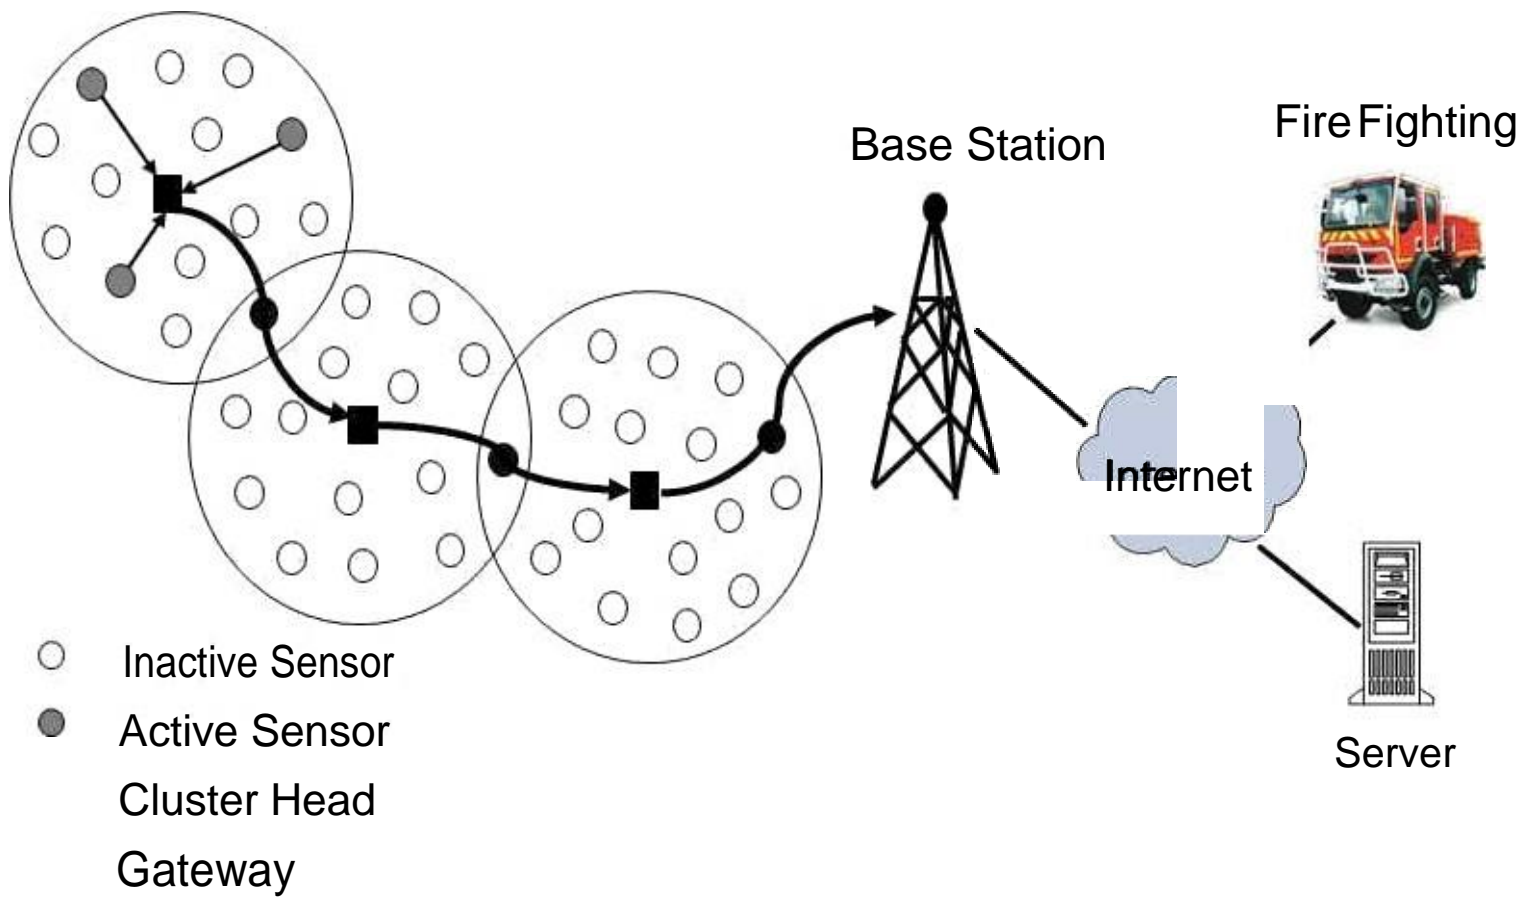 Fire Fighting
Base Station
Internet
Inactive Sensor
Active Sensor
Server
Cluster Head
Gateway